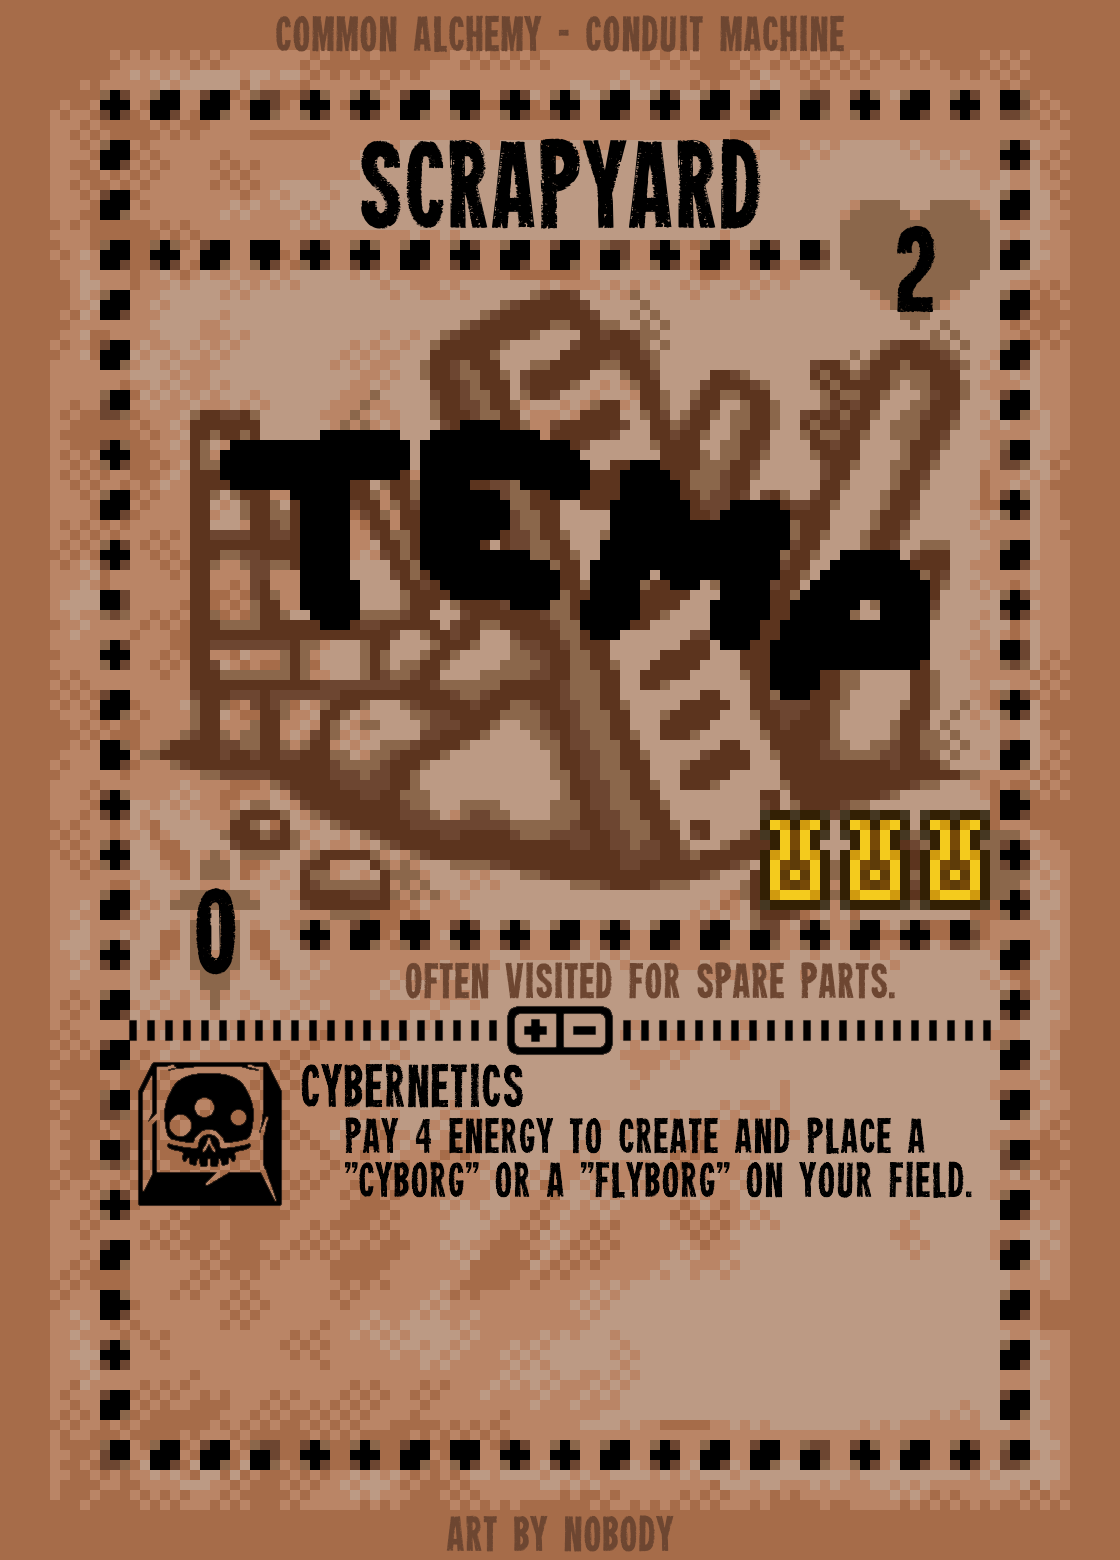 COMMON ALCHEMY - CONDUIT MACHINE
SCRAPYARD
2
TEMP
0
OFTEN VISITED FOR SPARE PARTS.
CYBERNETICS
PAY 4 ENERGY TO CREATE AND PLACE A
"CYBORG" OR A "FLYBORG" ON YOUR FIELD.
ART BY NOBODY